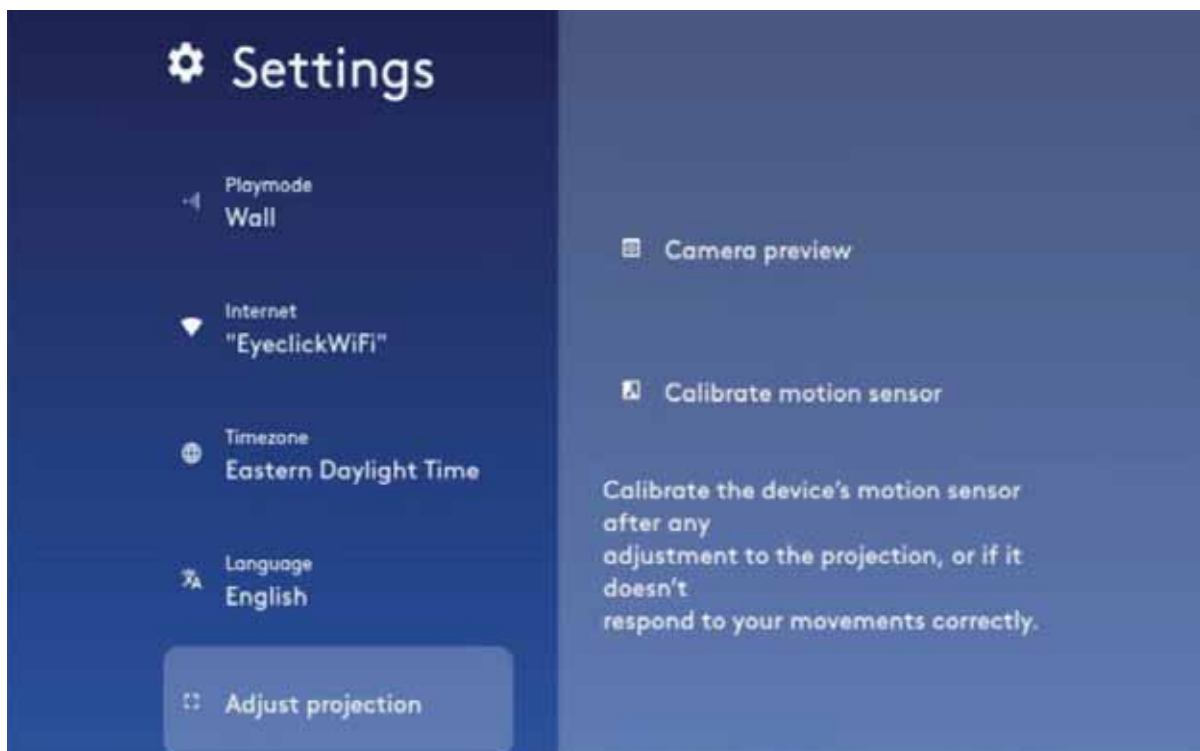 Settings
Playmode
Wall
Internet
"EyeclickWiFi"
Timezone
Eastern Daylight Time
Language
English
Adjust projection
Camera preview
Calibrate motion sensor
Calibrate the device's motion sensor
after any
adjustment to the projection, or if it
doesn't
respond to your movements correctly.